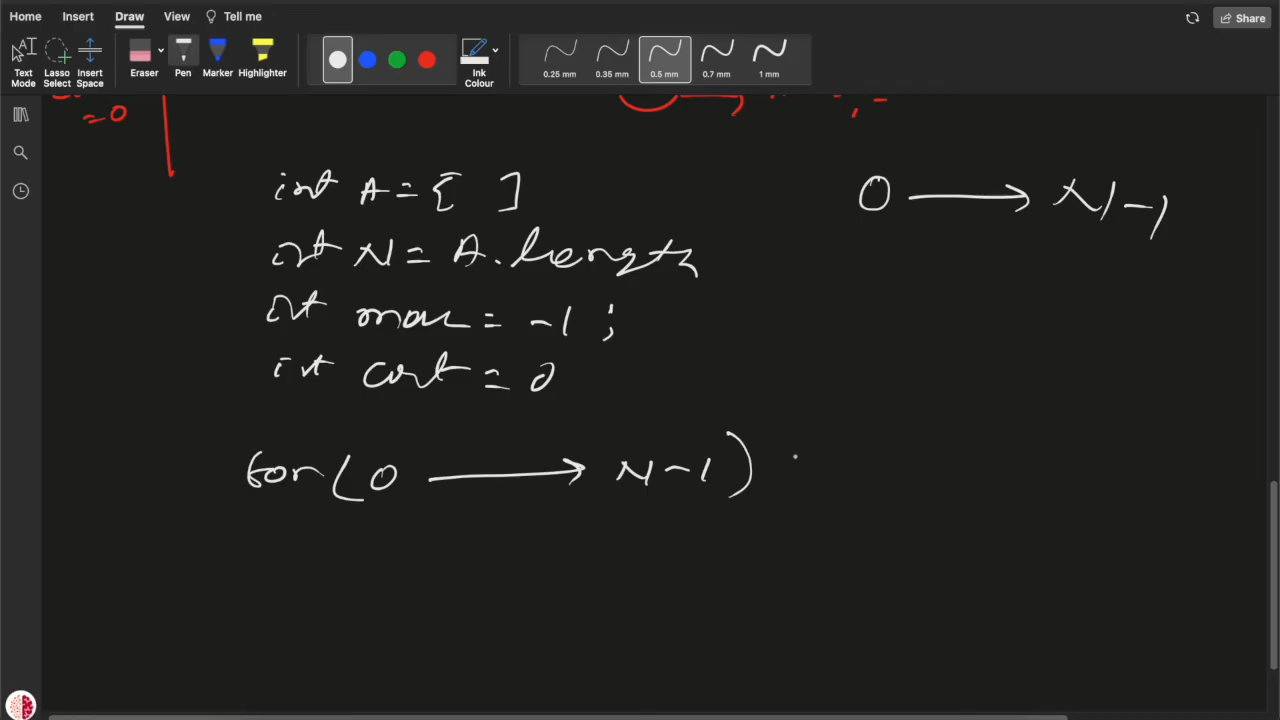 Home Insert Draw View Tell me
Share
Text Mode Lasso Select Insert Space Eraser Pen Marker Highlighter Ink Colour 0.25 mm 0.35 mm 0.5 mm 0.7 mm 1 mm
=0
int A = [ ] 0 → N-1
int N = A.length
int max = -1 ;
int count = 0
for( 0 → N-1 )